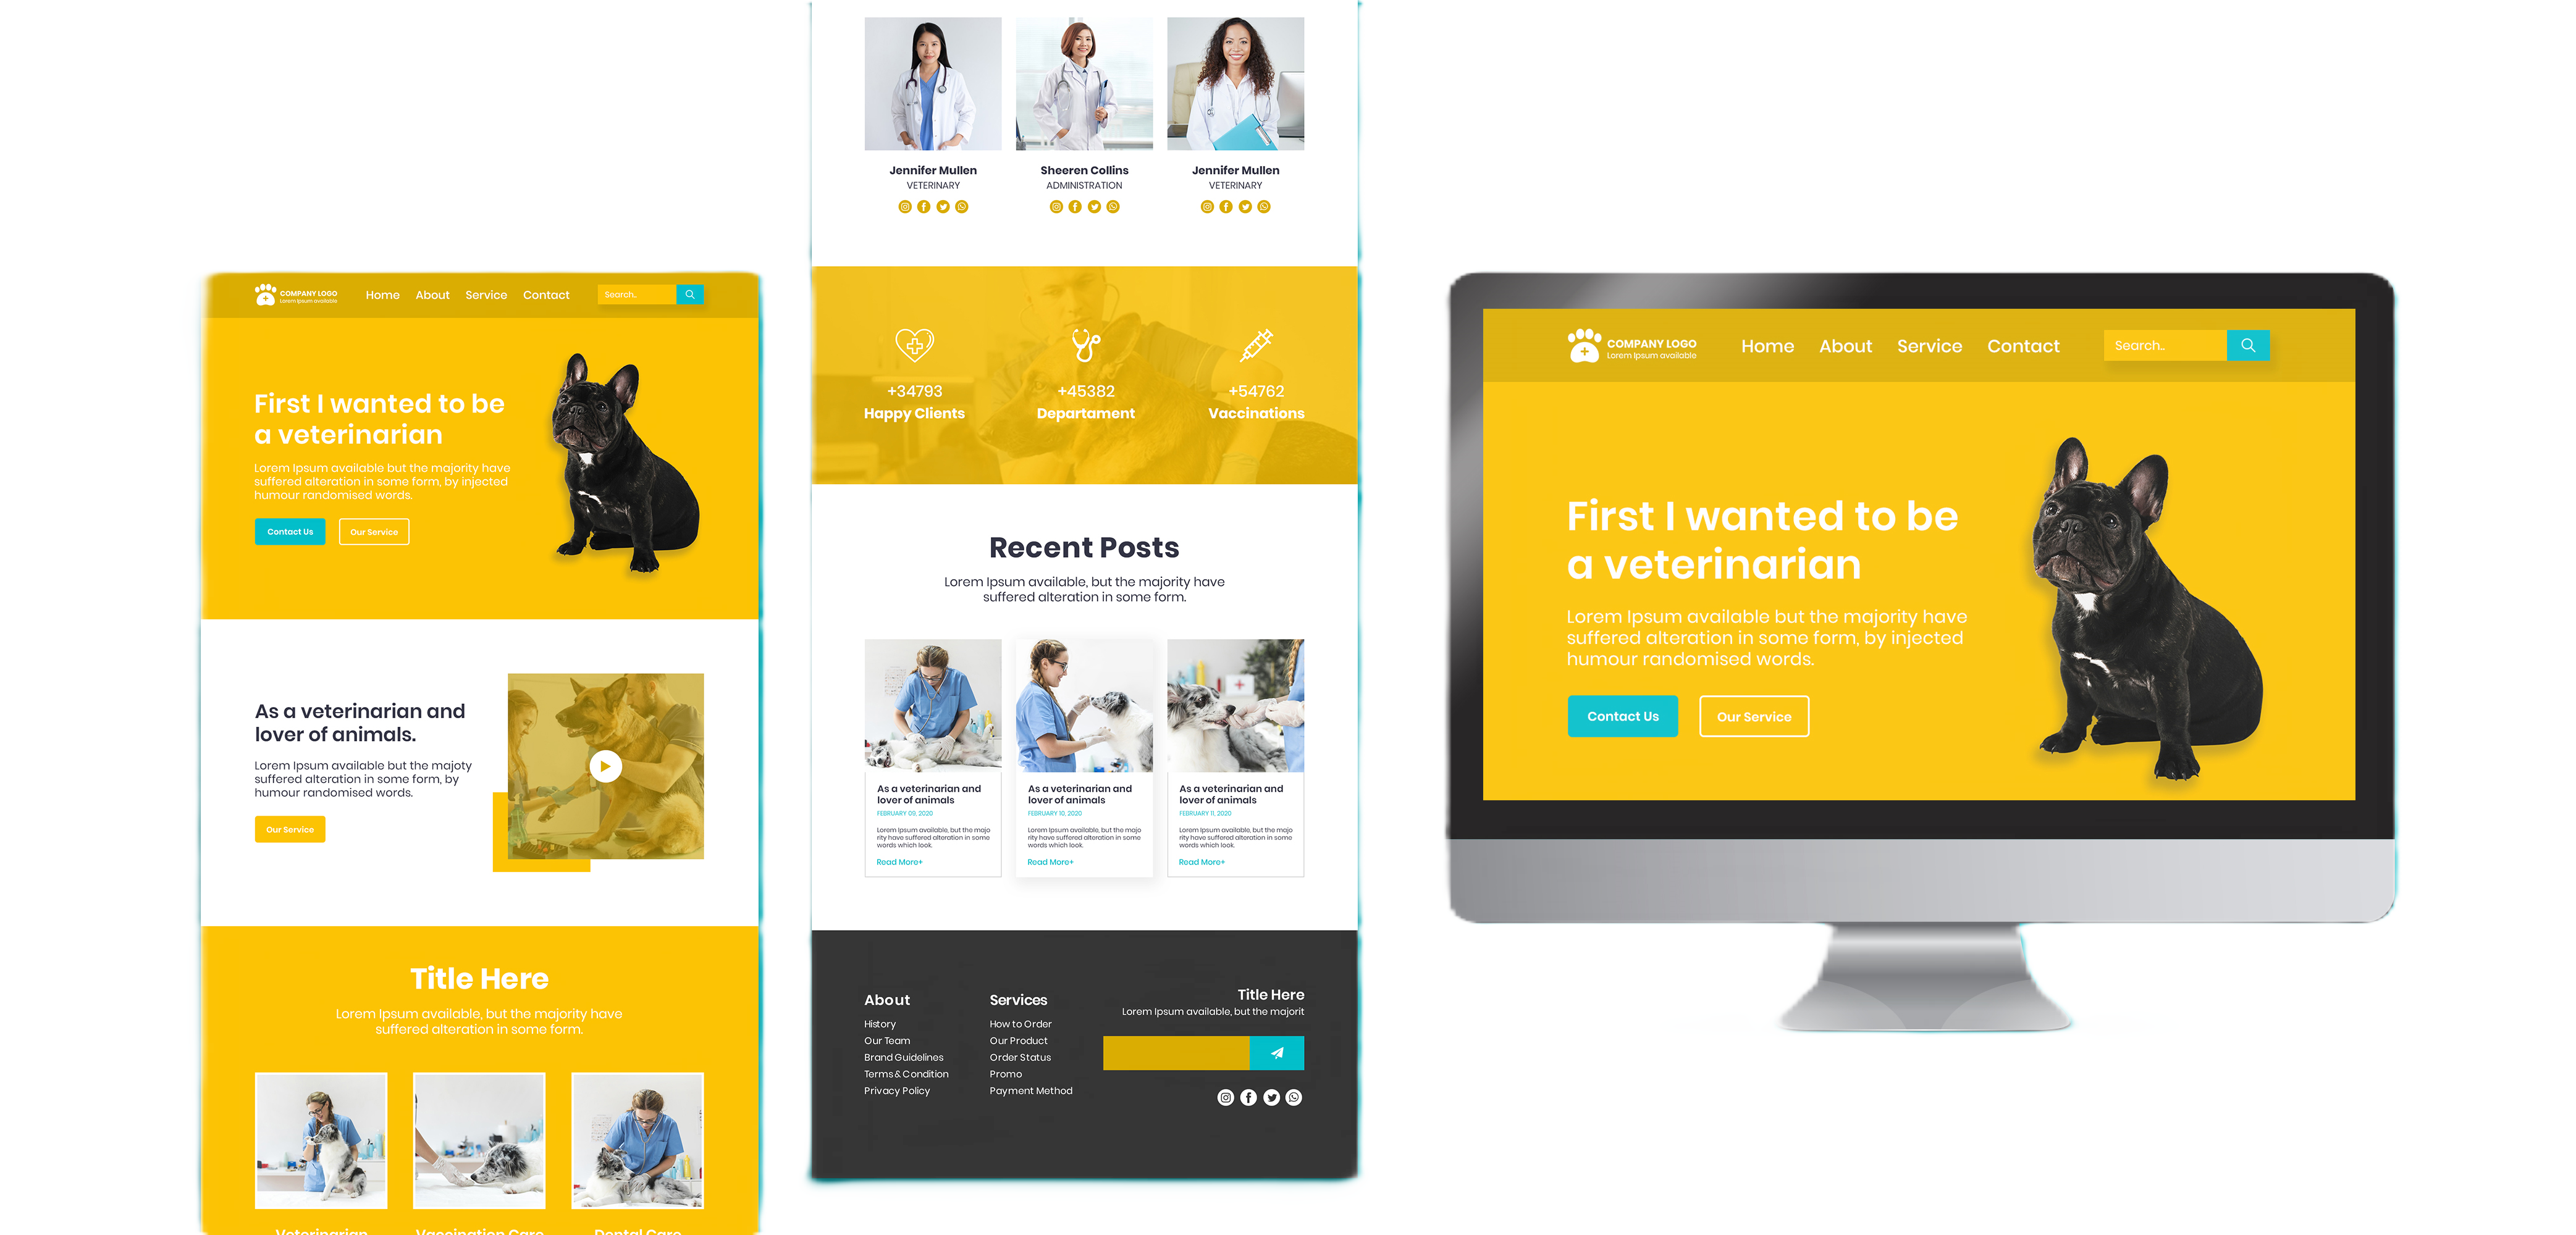 COMPANY LOGO
Lorem Ipsum available
Home About Service Contact
Search..
First I wanted to be
a veterinarian
Lorem Ipsum available but the majority have
suffered alteration in some form, by injected
humour randomised words.
Contact Us
Our Service
As a veterinarian and
lover of animals.
Lorem Ipsum available but the majoty
suffered alteration in some form, by
humour randomised words.
Our Service
Title Here
Lorem Ipsum available, but the majority have
suffered alteration in some form.
Veterinarian
Vaccination Care
Dental Care
Jennifer Mullen
VETERINARY
Sheeren Collins
ADMINISTRATION
Jennifer Mullen
VETERINARY
+34793
Happy Clients
+45382
Departament
+54762
Vaccinations
Recent Posts
Lorem Ipsum available, but the majority have
suffered alteration in some form.
As a veterinarian and
lover of animals
FEBRUARY 09, 2020
Lorem Ipsum available, but the majo
rity have suffered alteration in some
words which look.
Read More+
As a veterinarian and
lover of animals
FEBRUARY 10, 2020
Lorem Ipsum available, but the majo
rity have suffered alteration in some
words which look.
Read More+
As a veterinarian and
lover of animals
FEBRUARY 11, 2020
Lorem Ipsum available, but the majo
rity have suffered alteration in some
words which look.
Read More+
About
History
Our Team
Brand Guidelines
Terms & Condition
Privacy Policy
Services
How to Order
Our Product
Order Status
Promo
Payment Method
Title Here
Lorem Ipsum available, but the majorit
COMPANY LOGO
Lorem Ipsum available
Home About Service Contact
Search..
First I wanted to be
a veterinarian
Lorem Ipsum available but the majority have
suffered alteration in some form, by injected
humour randomised words.
Contact Us
Our Service